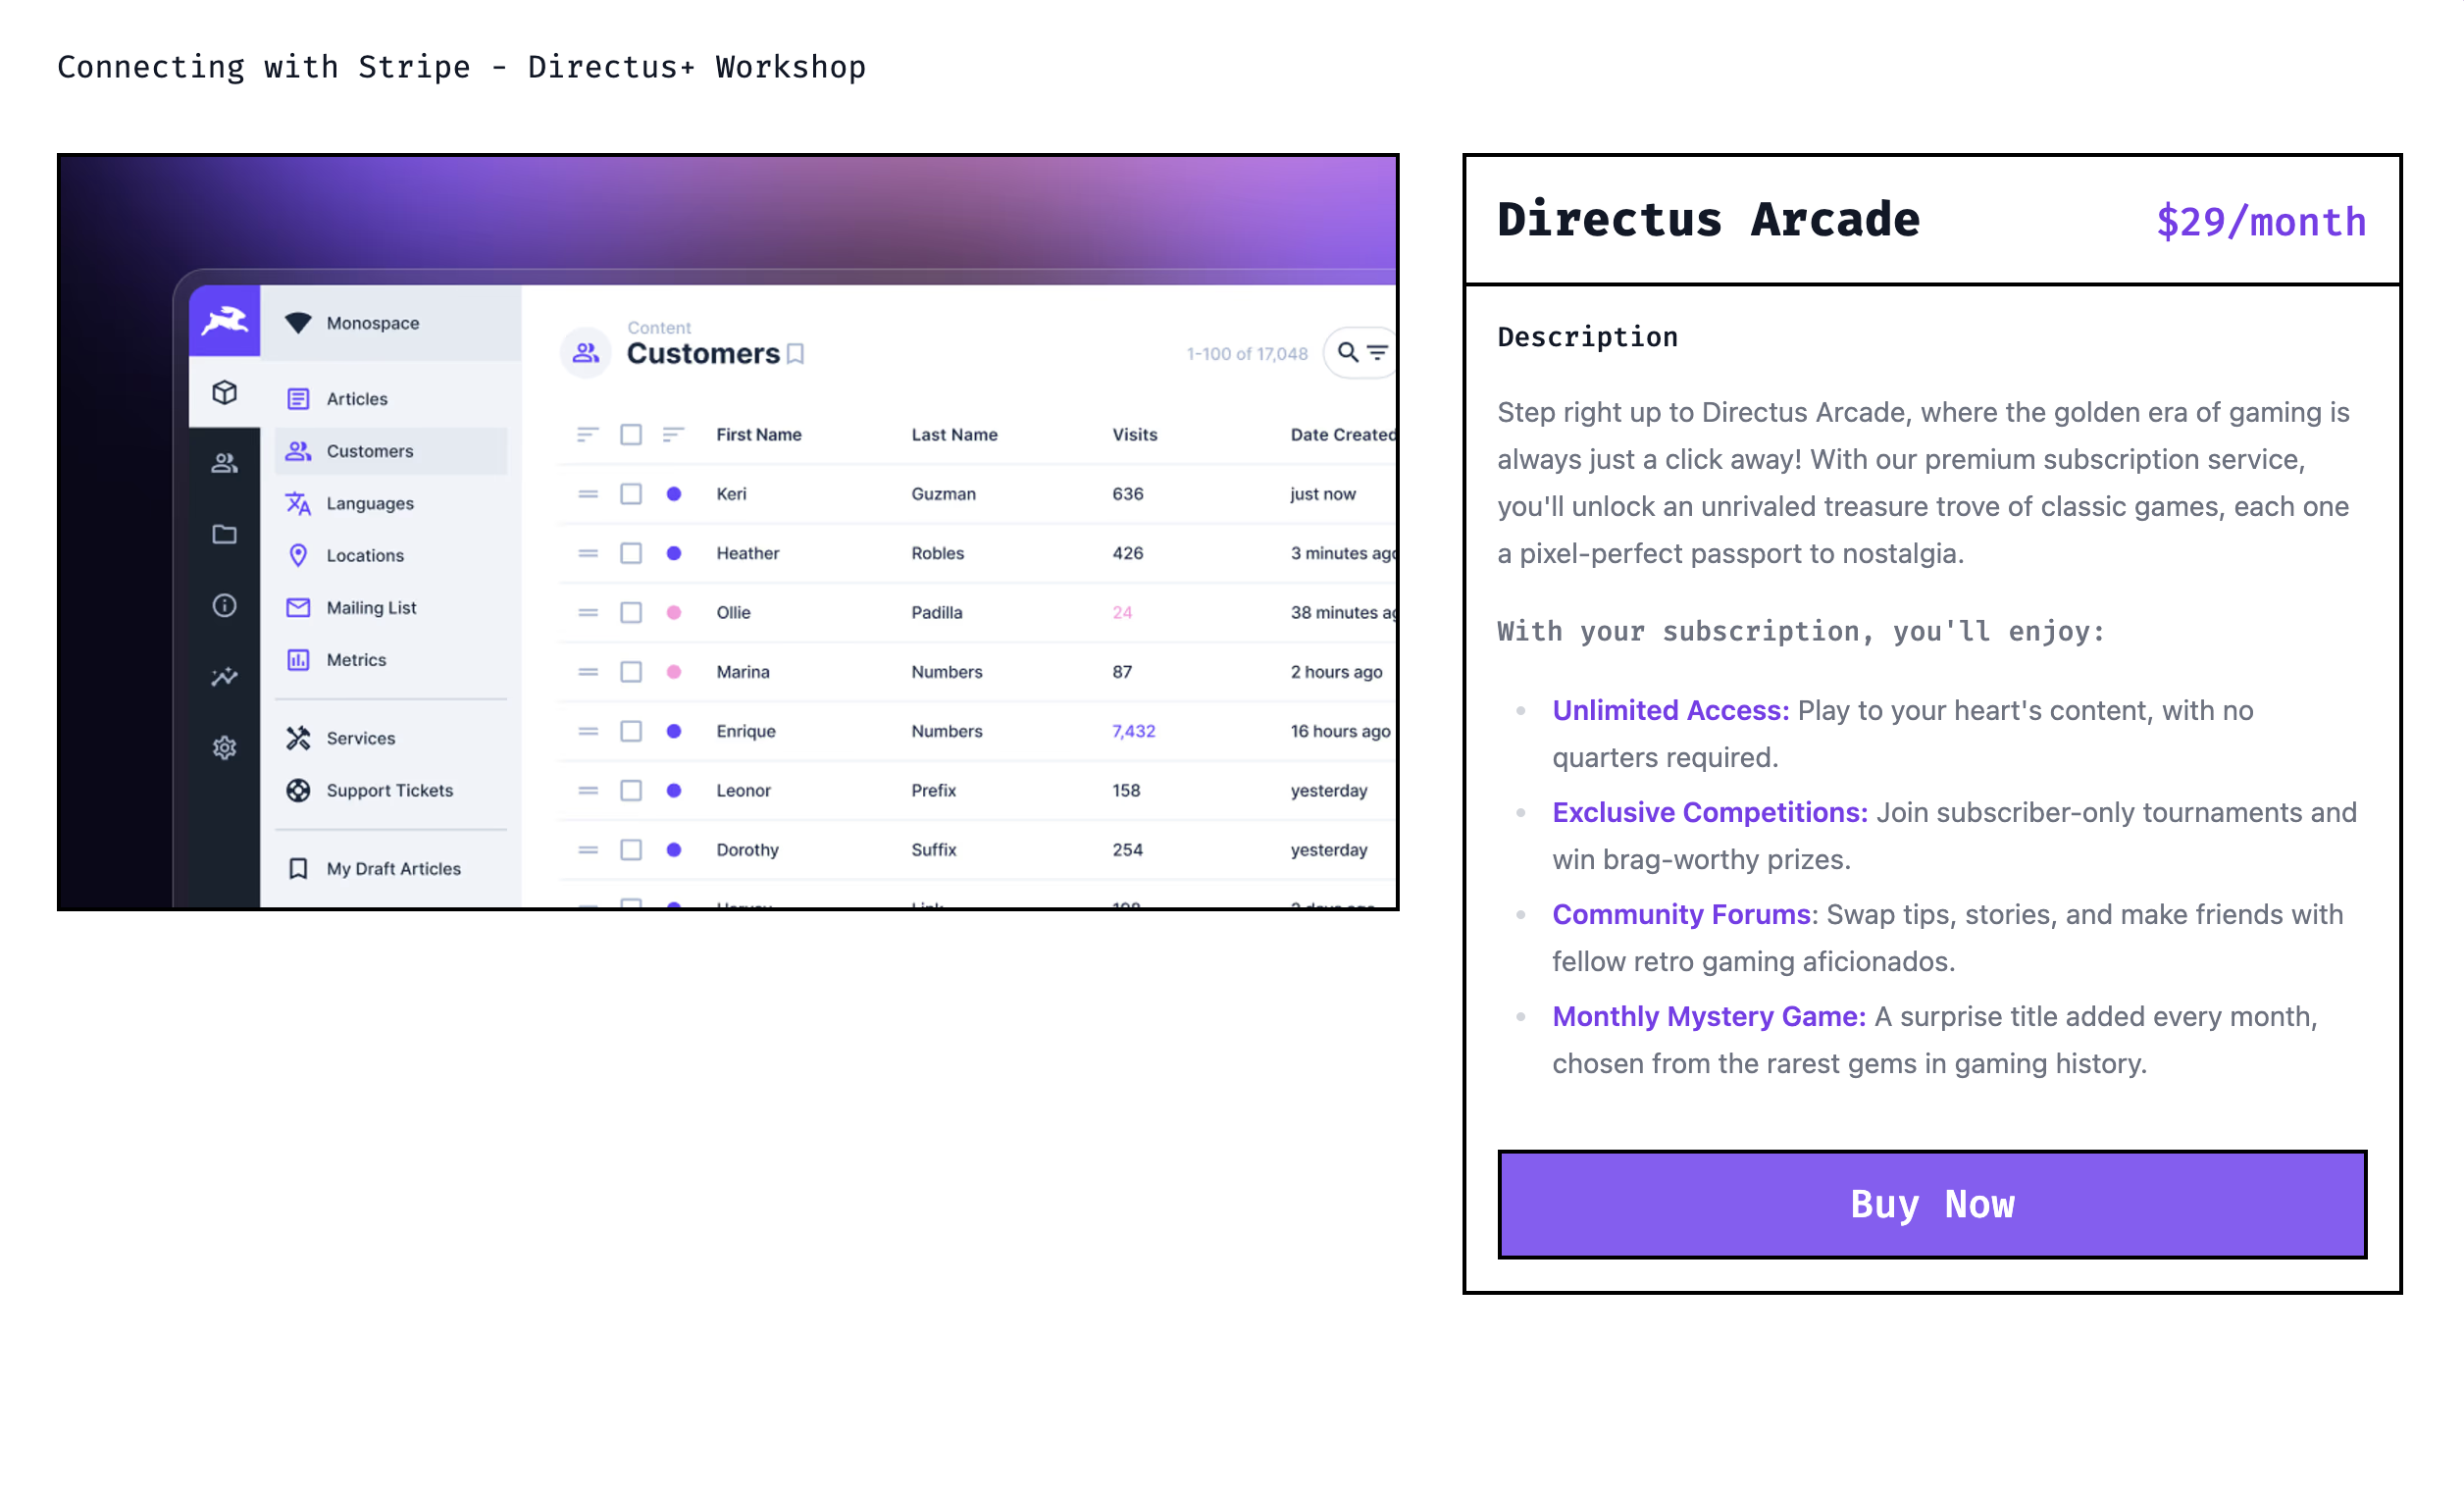 Connecting with Stripe - Directus+ Workshop
Monospace
Articles
Customers
Languages
Locations
Mailing List
Metrics
Services
Support Tickets
My Draft Articles
Content
Customers
1-100 of 17,048
First Name Last Name Visits Date Created
Keri Guzman 636 just now
Heather Robles 426 3 minutes ago
Ollie Padilla 24 38 minutes ag
Marina Numbers 87 2 hours ago
Enrique Numbers 7,432 16 hours ago
Leonor Prefix 158 yesterday
Dorothy Suffix 254 yesterday
Directus Arcade
$29/month
Description
Step right up to Directus Arcade, where the golden era of gaming is
always just a click away! With our premium subscription service,
you'll unlock an unrivaled treasure trove of classic games, each one
a pixel-perfect passport to nostalgia.
With your subscription, you'll enjoy:
Unlimited Access: Play to your heart's content, with no
quarters required.
Exclusive Competitions: Join subscriber-only tournaments and
win brag-worthy prizes.
Community Forums: Swap tips, stories, and make friends with
fellow retro gaming aficionados.
Monthly Mystery Game: A surprise title added every month,
chosen from the rarest gems in gaming history.
Buy Now